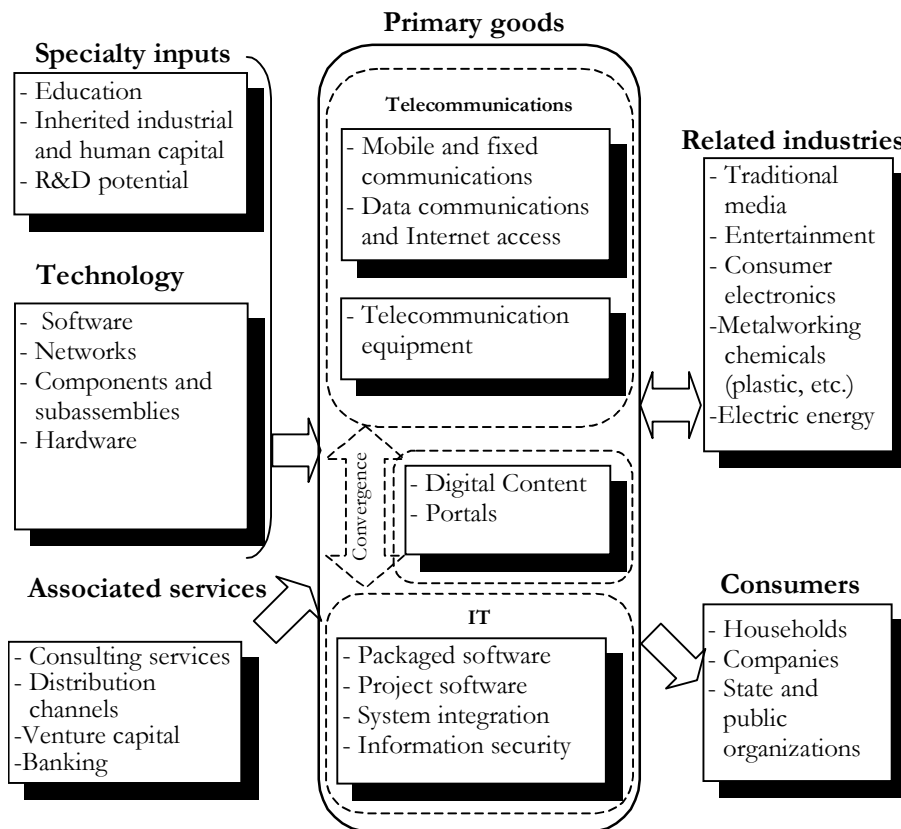 Primary goods
Specialty inputs
- Education
- Inherited industrial
and human capital
- R&D potential
Technology
- Software
- Networks
- Components and
subassemblies
- Hardware
Associated services
- Consulting services
- Distribution
channels
-Venture capital
-Banking
Telecommunications
- Mobile and fixed
communications
- Data communications
and Internet access
- Telecommunication
equipment
Convergence
- Digital Content
- Portals
IT
- Packaged software
- Project software
- System integration
- Information security
Related industries
- Traditional
media
- Entertainment
- Consumer
electronics
-Metalworking
chemicals
(plastic, etc.)
-Electric energy
Consumers
- Households
- Companies
- State and
public
organizations